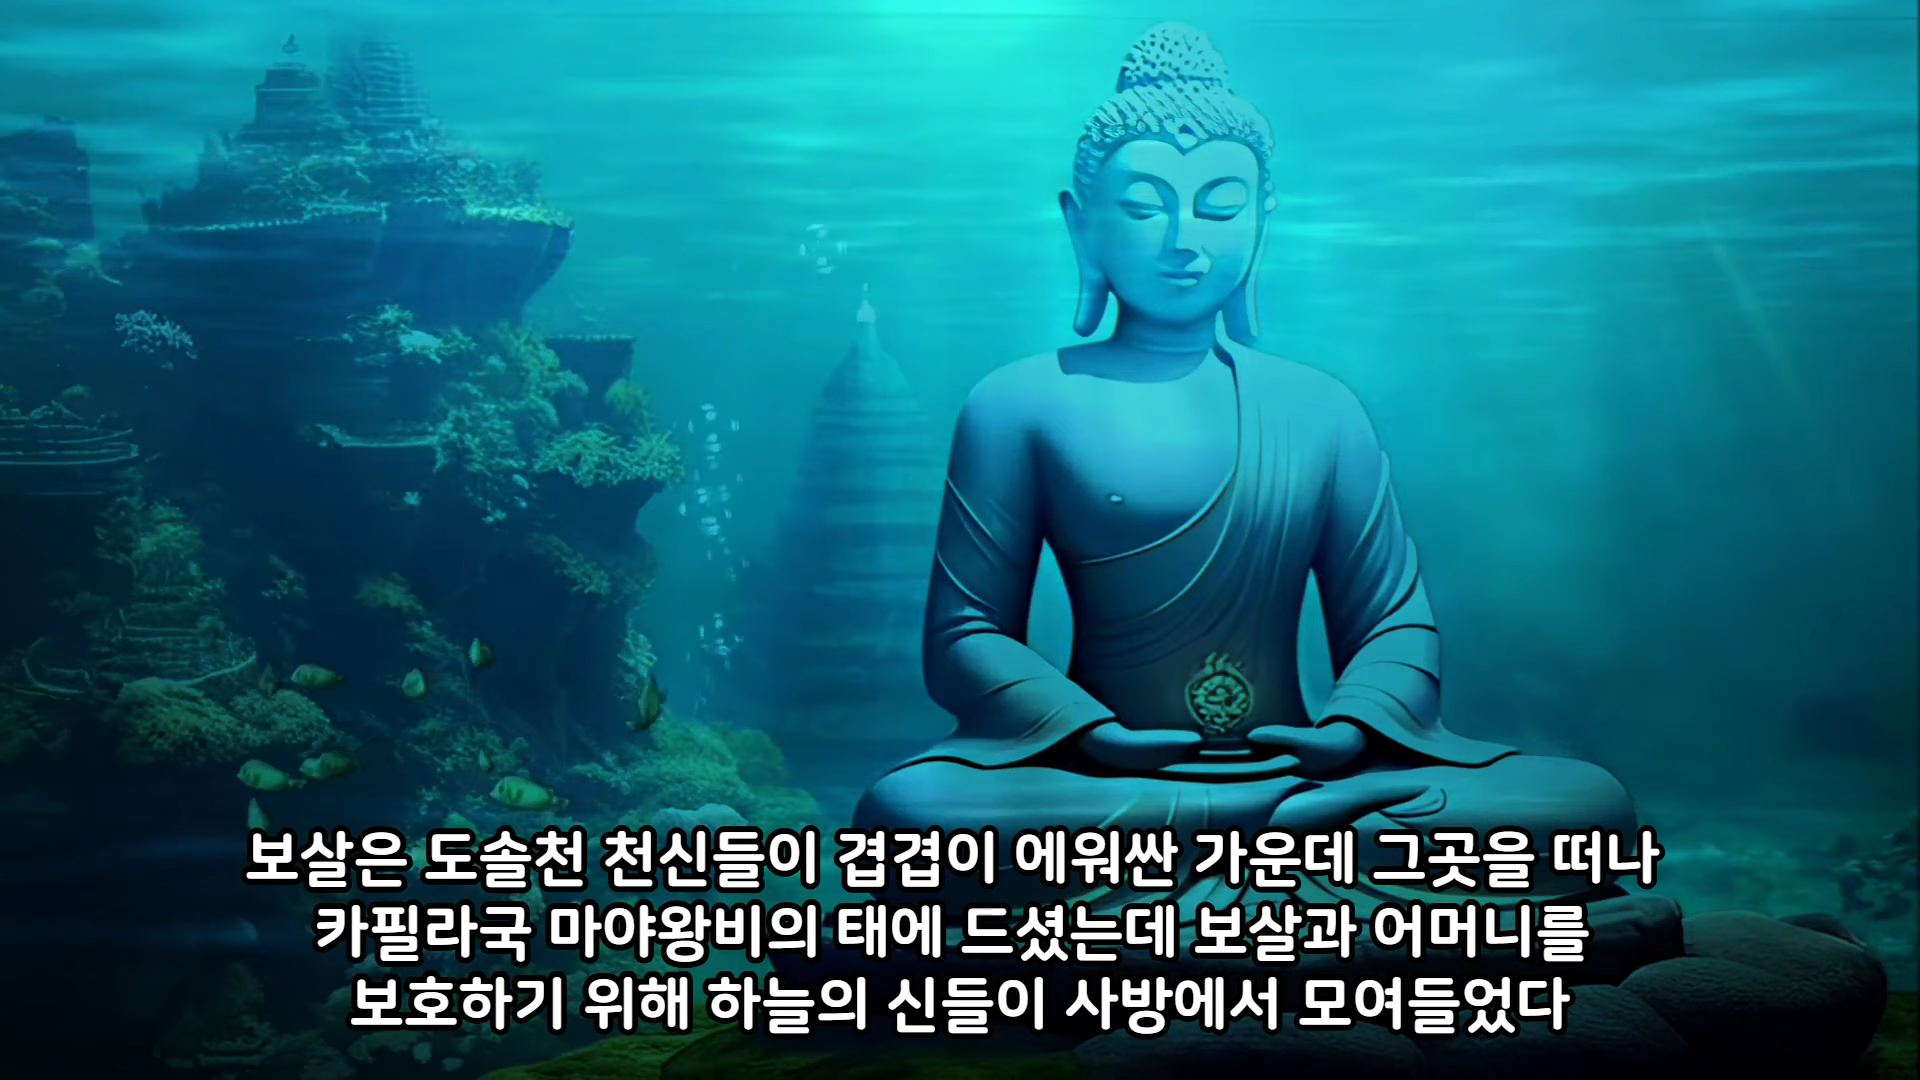 보살은 도솔천 천신들이 겹겹이 에워싼 가운데 그곳을 떠나
카필라국 마야왕비의 태에 드셨는데 보살과 어머니를
보호하기 위해 하늘의 신들이 사방에서 모여들었다